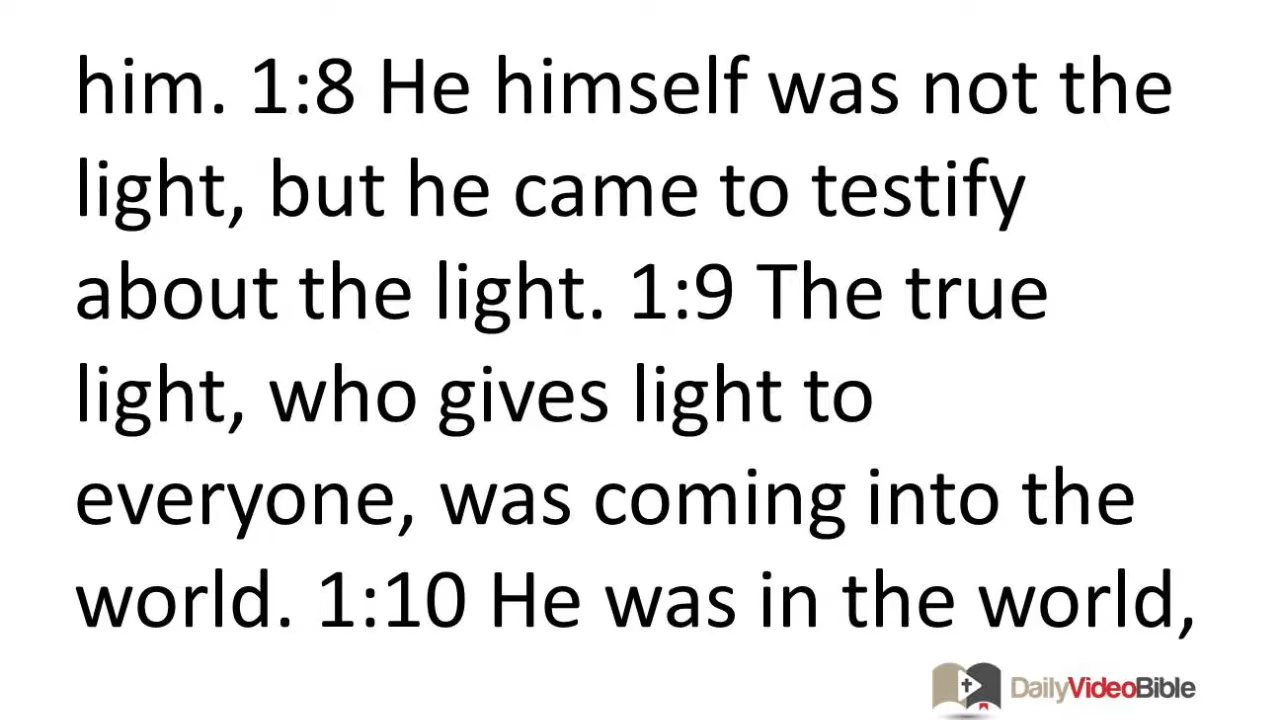 him. 1:8 He himself was not the
light, but he came to testify
about the light. 1:9 The true
light, who gives light to
everyone, was coming into the
world. 1:10 He was in the world,
DailyVideoBible